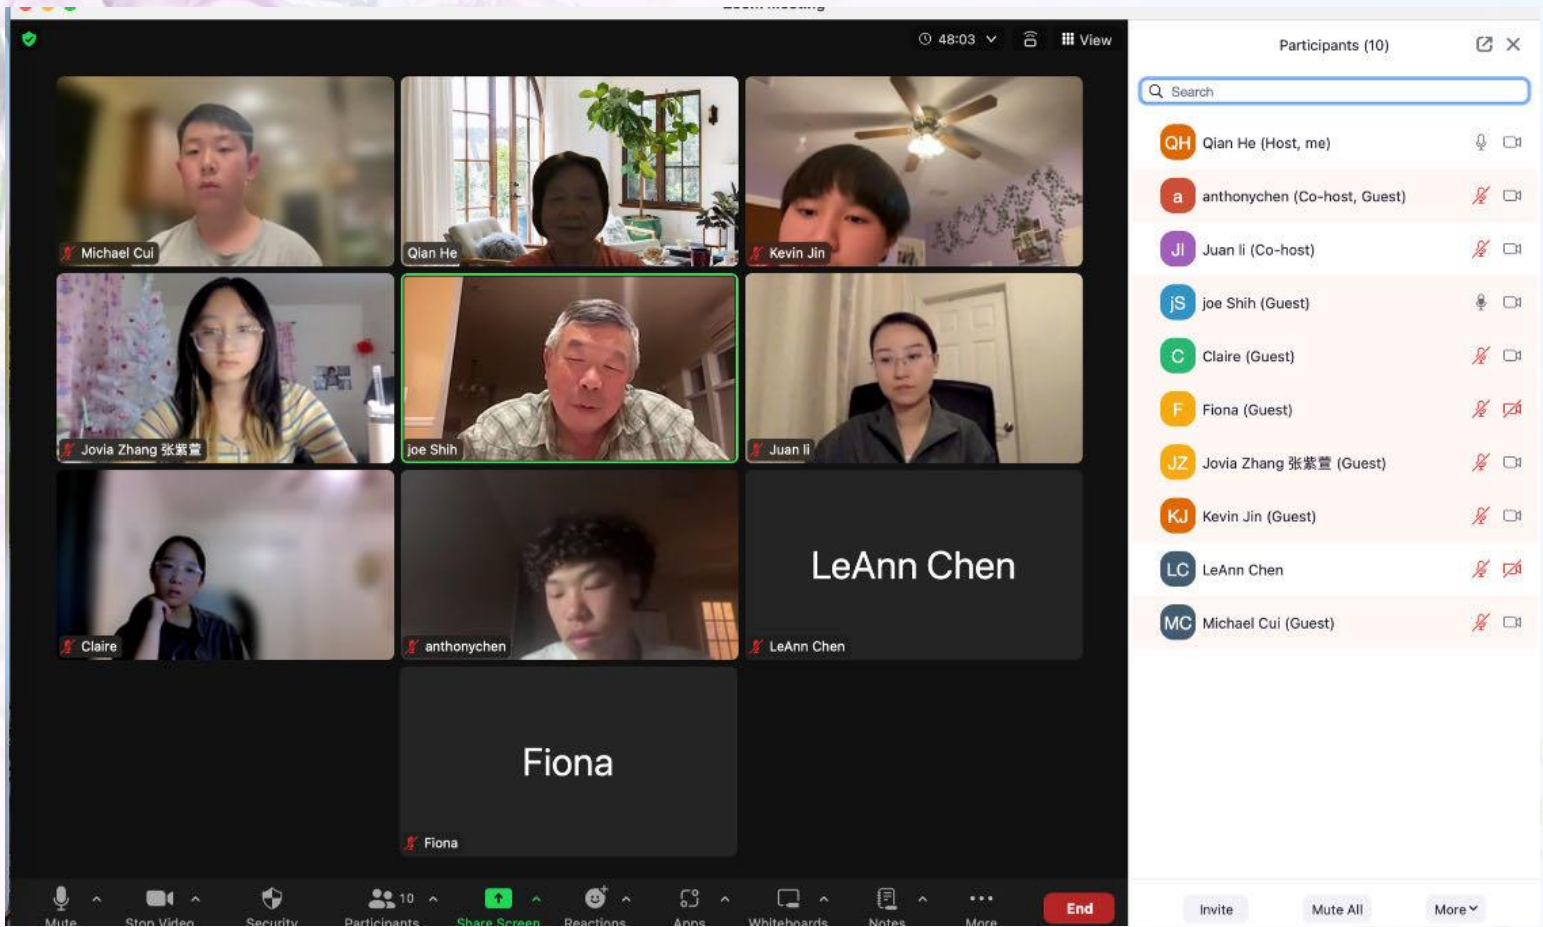 48:03
View
Michael Cui
Qian He
Kevin Jin
Jovia Zhang 张紫萱
joe Shih
Juan li
Claire
anthonychen
LeAnn Chen
LeAnn Chen
Fiona
Fiona
Mute
Stop Video
Security
10
Participants
Share Screen
Reactions
Apps
Whiteboards
Notes
More
End
Participants (10)
Search
QH Qian He (Host, me)
a anthonychen (Co-host, Guest)
JI Juan li (Co-host)
jS joe Shih (Guest)
C Claire (Guest)
F Fiona (Guest)
JZ Jovia Zhang 张紫萱 (Guest)
KJ Kevin Jin (Guest)
LC LeAnn Chen
MC Michael Cui (Guest)
Invite
Mute All
More